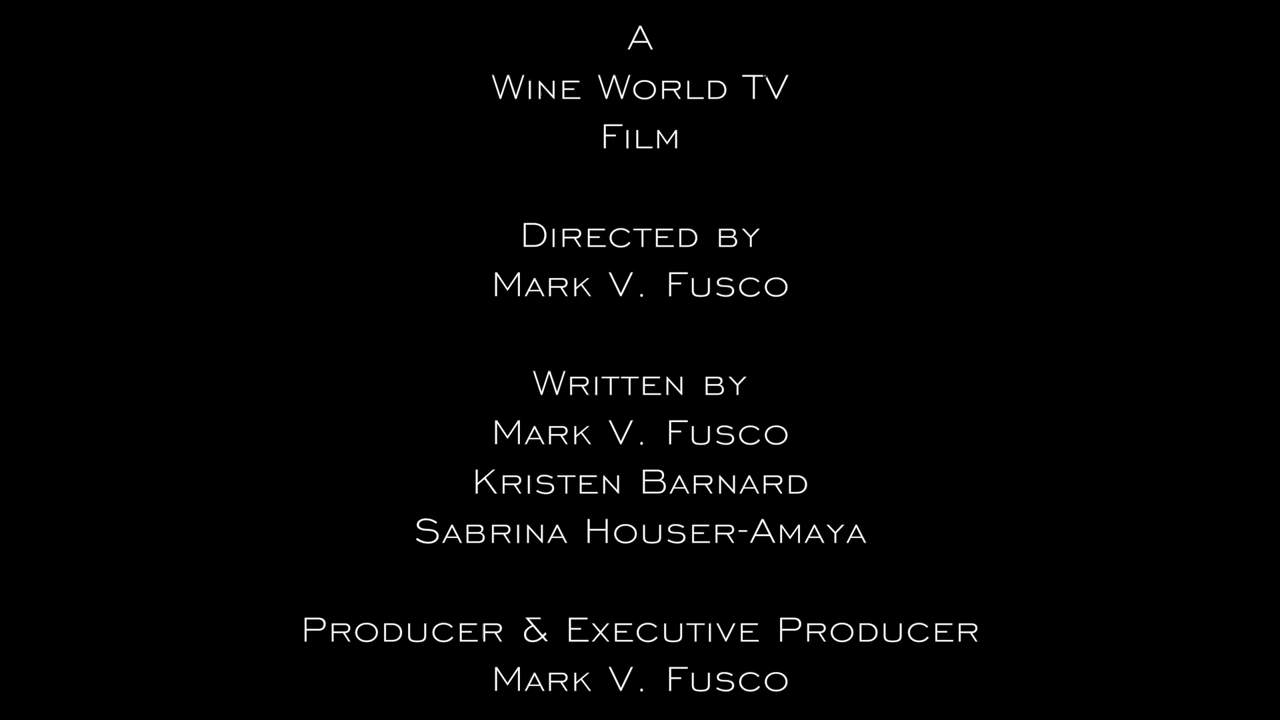 A
Wine World TV
Film
Directed by
Mark V. Fusco
Written by
Mark V. Fusco
Kristen Barnard
Sabrina Houser-Amaya
Producer & Executive Producer
Mark V. Fusco